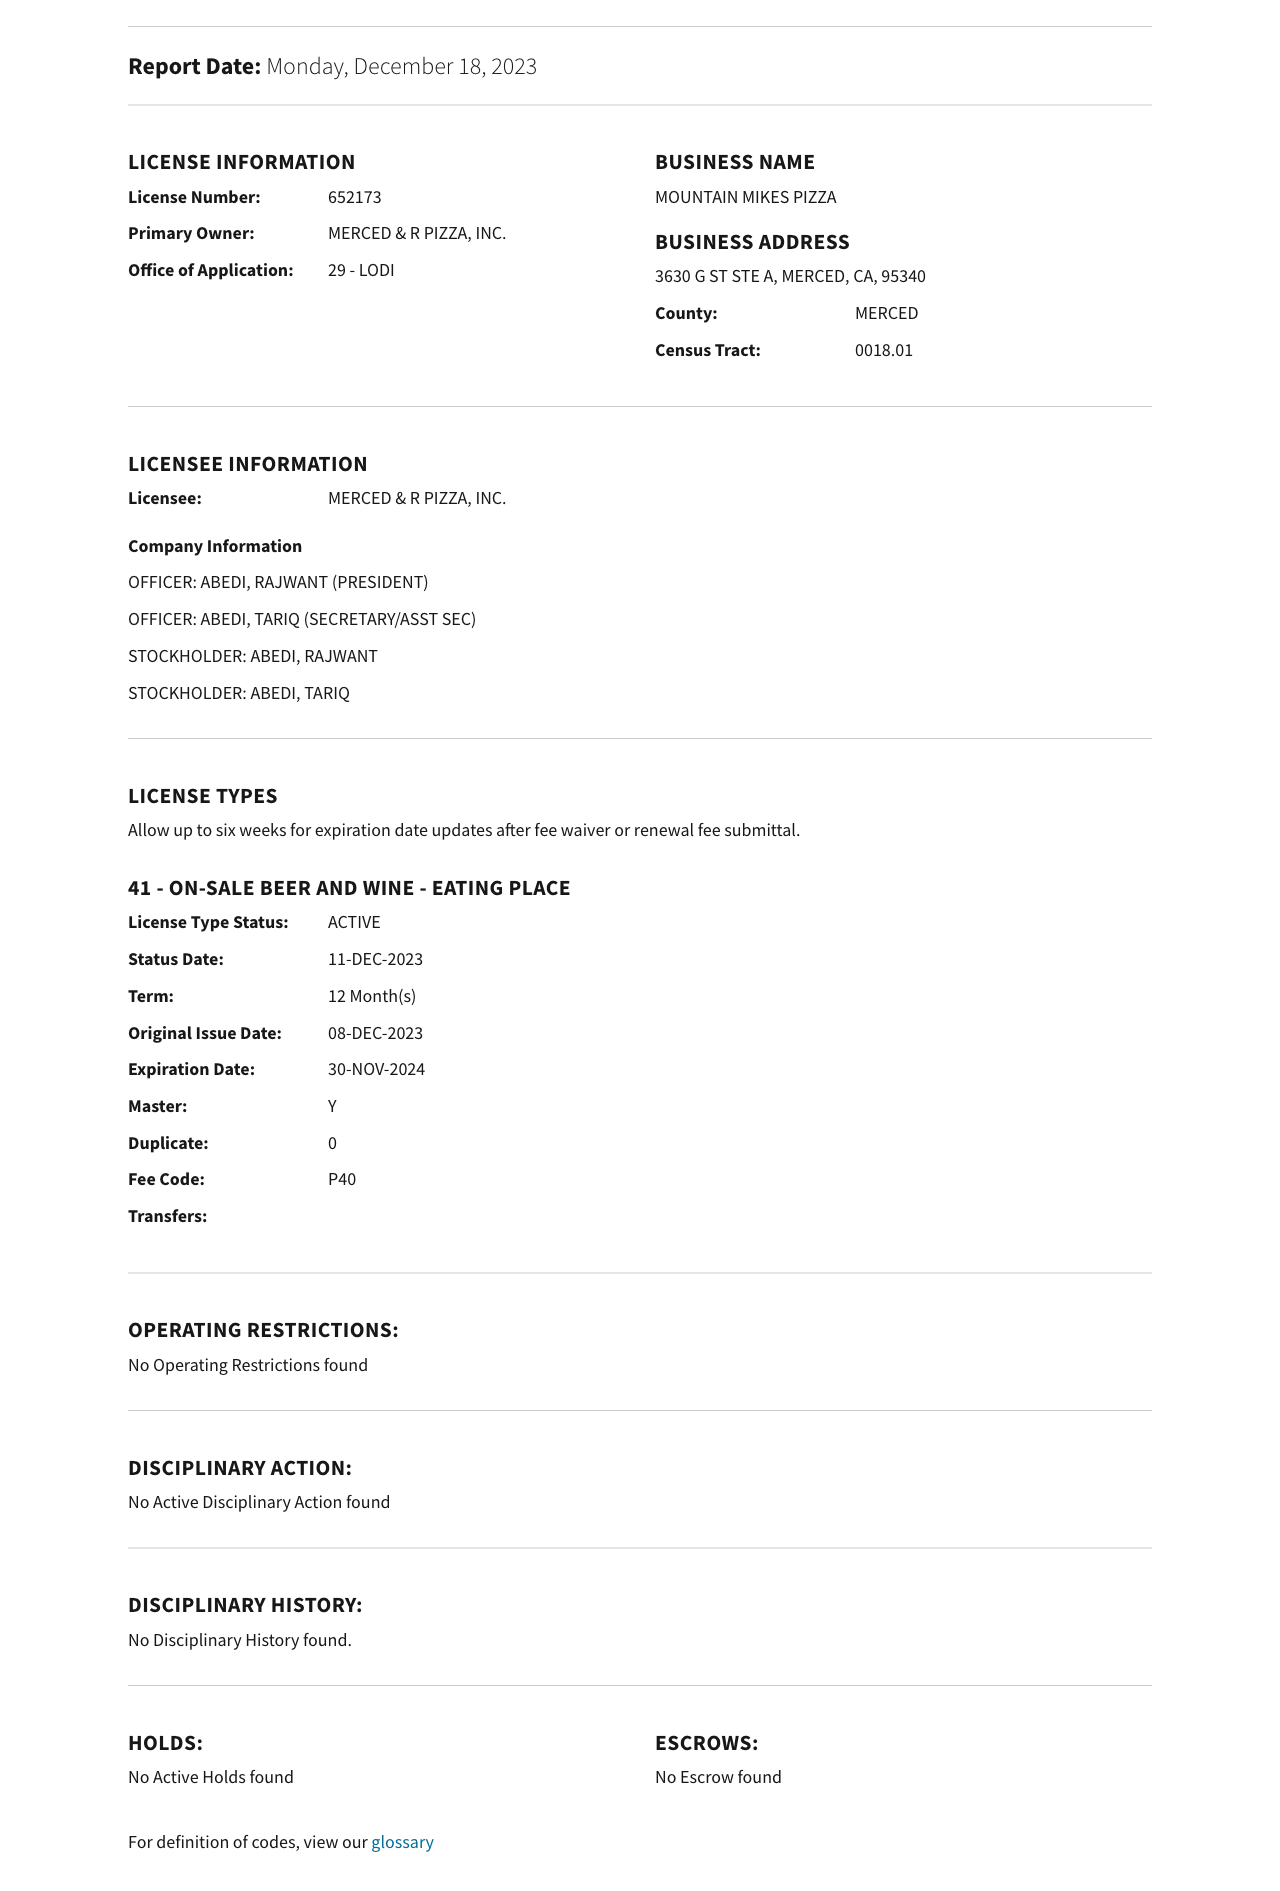 Report Date: Monday, December 18, 2023
LICENSE INFORMATION
License Number: 652173
Primary Owner: MERCED & R PIZZA, INC.
Office of Application: 29 - LODI
BUSINESS NAME
MOUNTAIN MIKES PIZZA
BUSINESS ADDRESS
3630 G ST STE A, MERCED, CA, 95340
County: MERCED
Census Tract: 0018.01
LICENSEE INFORMATION
Licensee: MERCED & R PIZZA, INC.
Company Information
OFFICER: ABEDI, RAJWANT (PRESIDENT)
OFFICER: ABEDI, TARIQ (SECRETARY/ASST SEC)
STOCKHOLDER: ABEDI, RAJWANT
STOCKHOLDER: ABEDI, TARIQ
LICENSE TYPES
Allow up to six weeks for expiration date updates after fee waiver or renewal fee submittal.
41 - ON-SALE BEER AND WINE - EATING PLACE
License Type Status: ACTIVE
Status Date: 11-DEC-2023
Term: 12 Month(s)
Original Issue Date: 08-DEC-2023
Expiration Date: 30-NOV-2024
Master: Y
Duplicate: 0
Fee Code: P40
Transfers:
OPERATING RESTRICTIONS:
No Operating Restrictions found
DISCIPLINARY ACTION:
No Active Disciplinary Action found
DISCIPLINARY HISTORY:
No Disciplinary History found.
HOLDS:
No Active Holds found
ESCROWS:
No Escrow found
For definition of codes, view our glossary